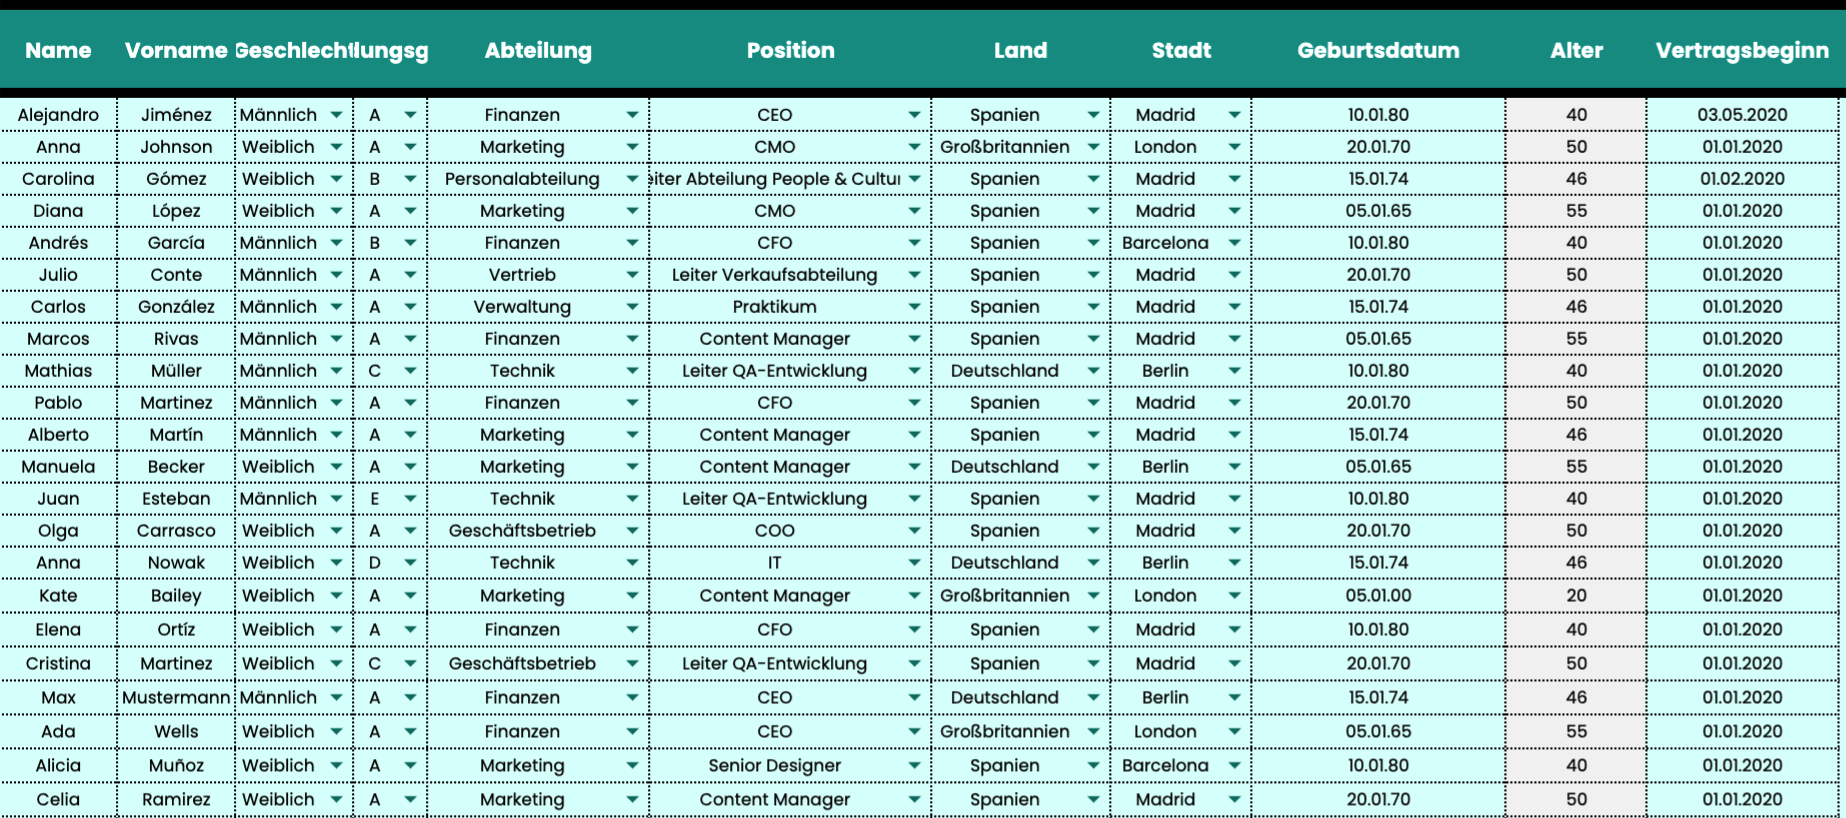 Name Vorname Geschlecht lungsg Abteilung Position Land Stadt Geburtsdatum Alter Vertragsbeginn
Alejandro Jiménez Männlich A Finanzen CEO Spanien Madrid 10.01.80 40 03.05.2020
Anna Johnson Weiblich A Marketing CMO Großbritannien London 20.01.70 50 01.01.2020
Carolina Gómez Weiblich B Personalabteilung eiter Abteilung People & Cultur Spanien Madrid 15.01.74 46 01.02.2020
Diana López Weiblich A Marketing CMO Spanien Madrid 05.01.65 55 01.01.2020
Andrés García Männlich B Finanzen CFO Spanien Barcelona 10.01.80 40 01.01.2020
Julio Conte Männlich A Vertrieb Leiter Verkaufsabteilung Spanien Madrid 20.01.70 50 01.01.2020
Carlos González Männlich A Verwaltung Praktikum Spanien Madrid 15.01.74 46 01.01.2020
Marcos Rivas Männlich A Finanzen Content Manager Spanien Madrid 05.01.65 55 01.01.2020
Mathias Müller Männlich C Technik Leiter QA-Entwicklung Deutschland Berlin 10.01.80 40 01.01.2020
Pablo Martinez Männlich A Finanzen CFO Spanien Madrid 20.01.70 50 01.01.2020
Alberto Martín Männlich A Marketing Content Manager Spanien Madrid 15.01.74 46 01.01.2020
Manuela Becker Weiblich A Marketing Content Manager Deutschland Berlin 05.01.65 55 01.01.2020
Juan Esteban Männlich E Technik Leiter QA-Entwicklung Spanien Madrid 10.01.80 40 01.01.2020
Olga Carrasco Weiblich A Geschäftsbetrieb COO Spanien Madrid 20.01.70 50 01.01.2020
Anna Nowak Weiblich D Technik IT Deutschland Berlin 15.01.74 46 01.01.2020
Kate Bailey Weiblich A Marketing Content Manager Großbritannien London 05.01.00 20 01.01.2020
Elena Ortíz Weiblich A Finanzen CFO Spanien Madrid 10.01.80 40 01.01.2020
Cristina Martinez Weiblich C Geschäftsbetrieb Leiter QA-Entwicklung Spanien Madrid 20.01.70 50 01.01.2020
Max Mustermann Männlich A Finanzen CEO Deutschland Berlin 15.01.74 46 01.01.2020
Ada Wells Weiblich A Finanzen CEO Großbritannien London 05.01.65 55 01.01.2020
Alicia Muñoz Weiblich A Marketing Senior Designer Spanien Barcelona 10.01.80 40 01.01.2020
Celia Ramirez Weiblich A Marketing Content Manager Spanien Madrid 20.01.70 50 01.01.2020